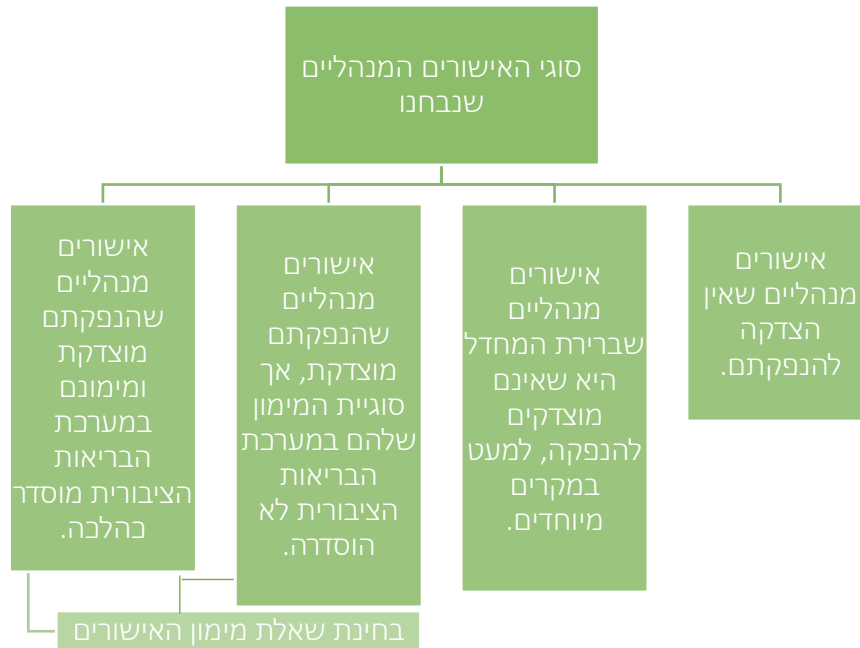 סוגי האישורים המנהליים
שנבחנו
אישורים
מנהליים שאין
הצדקה
להנפקתם.
אישורים
מנהליים
שברירת המחדל
היא שאינם
מוצדקים
להנפקה, למעט
במקרים
מיוחדים.
אישורים
מנהליים
שהנפקתם
מוצדקת, אך
סוגיית המימון
שלהם במערכת
הבריאות
הציבורית לא
הוסדרה.
אישורים
מנהליים
שהנפקתם
מוצדקת
ומימונם
במערכת
הבריאות
הציבורית מוסדר
כהלכה.
בחינת שאלת מימון האישורים